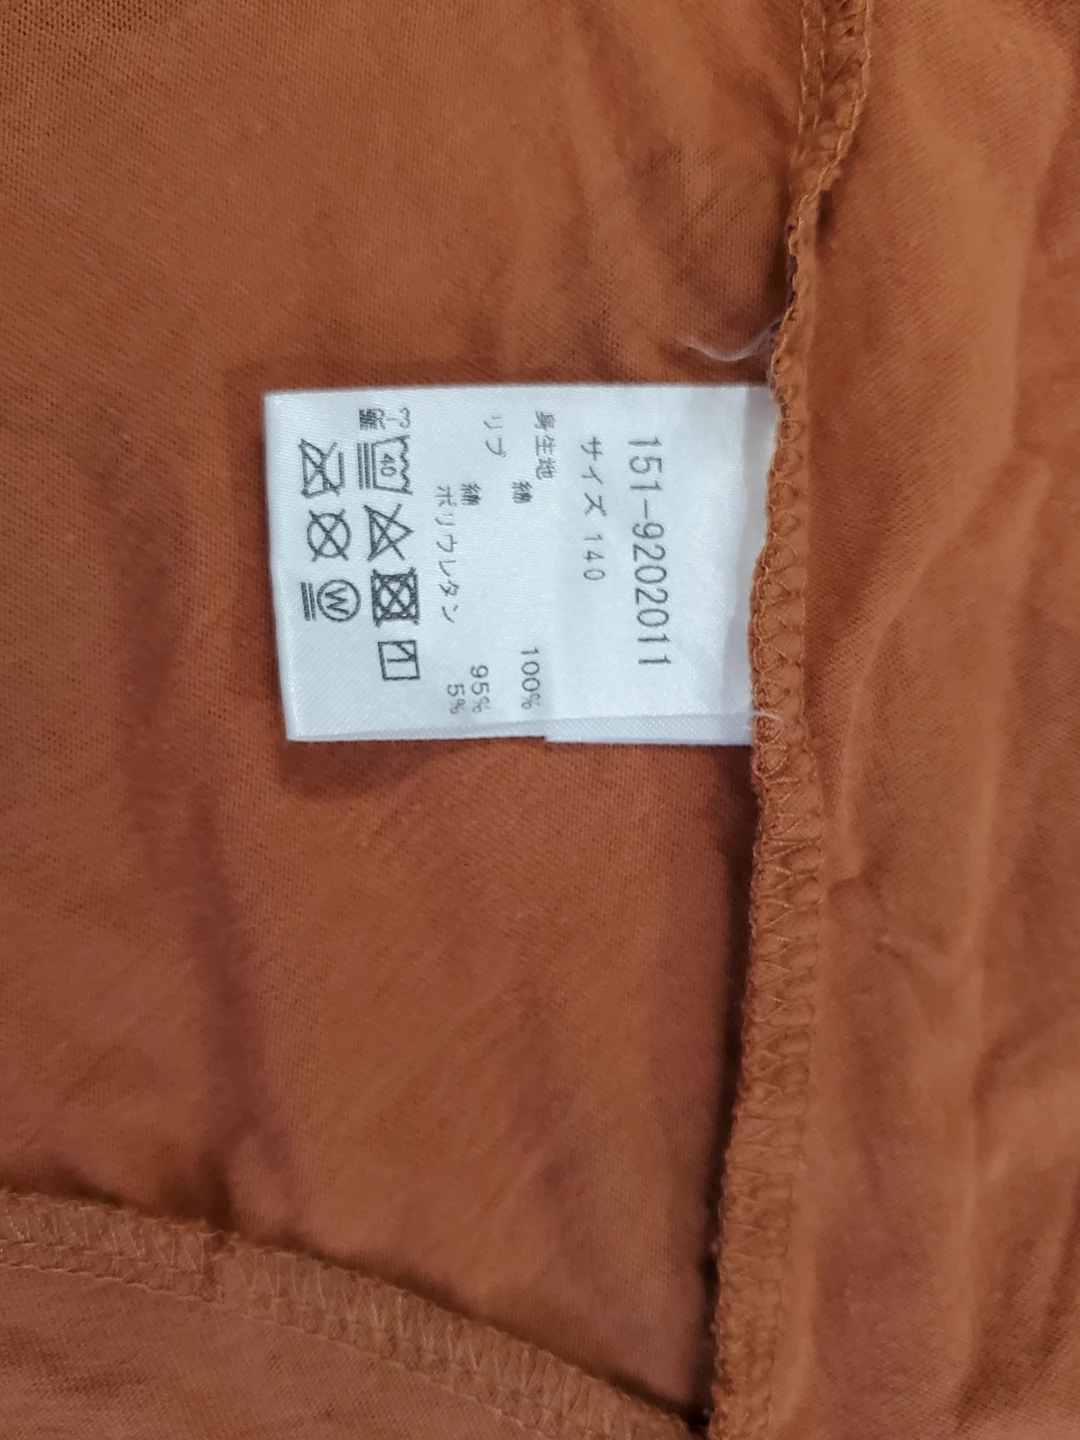 151-9202011
サイズ 140
身生地 綿 100%
リブ 綿 95%
ポリウレタン 5%
40
W